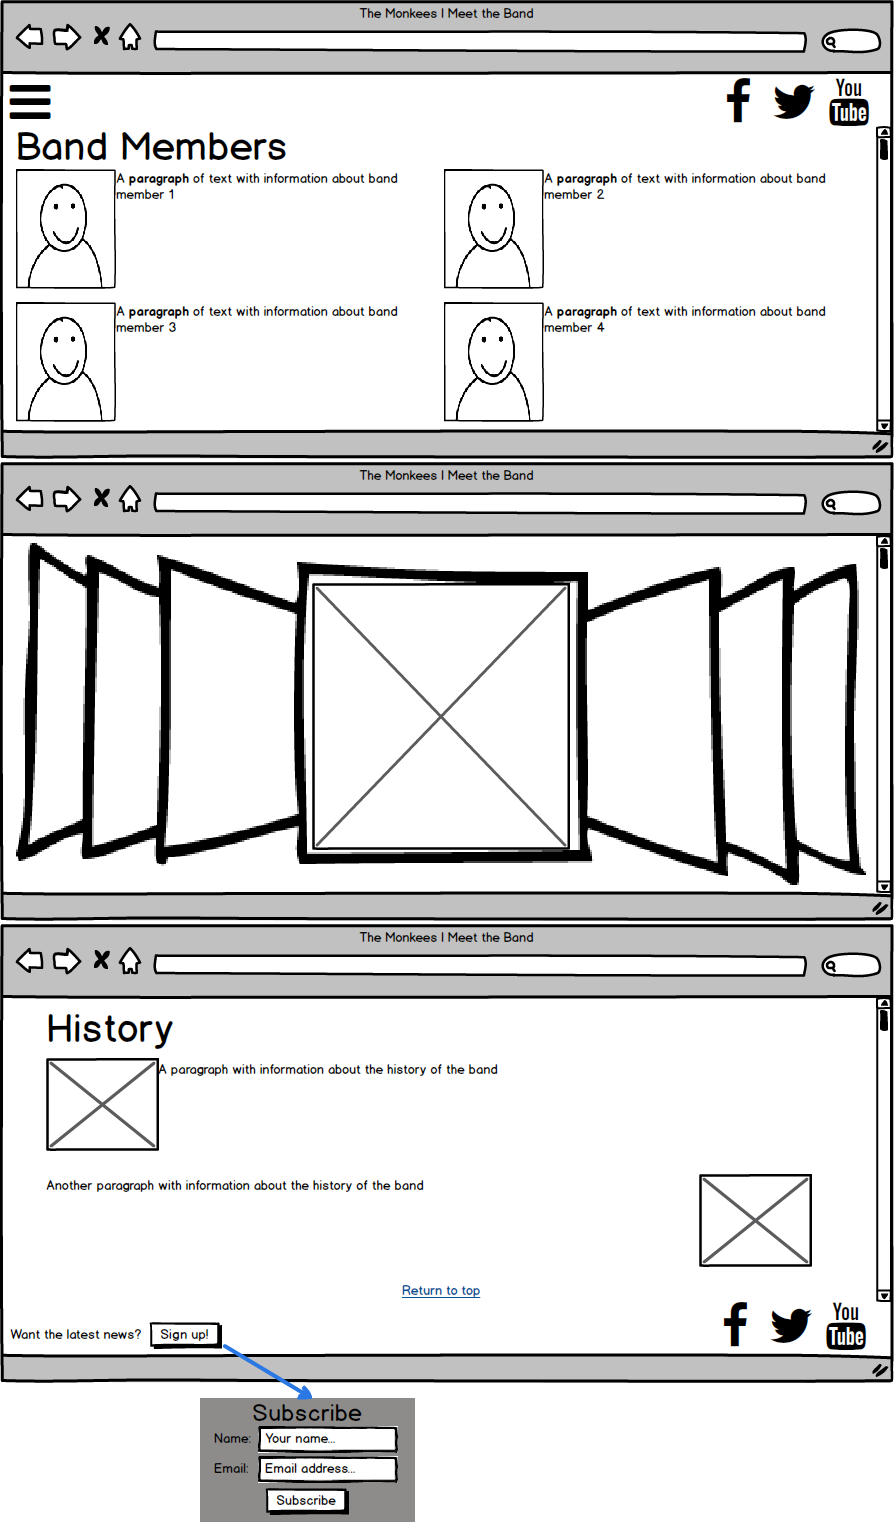 The Monkees | Meet the Band
You
Tube
Band Members
A paragraph of text with information about band
member 1
A paragraph of text with information about band
member 2
A paragraph of text with information about band
member 3
A paragraph of text with information about band
member 4
The Monkees | Meet the Band
The Monkees | Meet the Band
History
A paragraph with information about the history of the band
Another paragraph with information about the history of the band
Return to top
Want the latest news? Sign up!
You
Tube
Subscribe
Name: Your name...
Email: Email address...
Subscribe